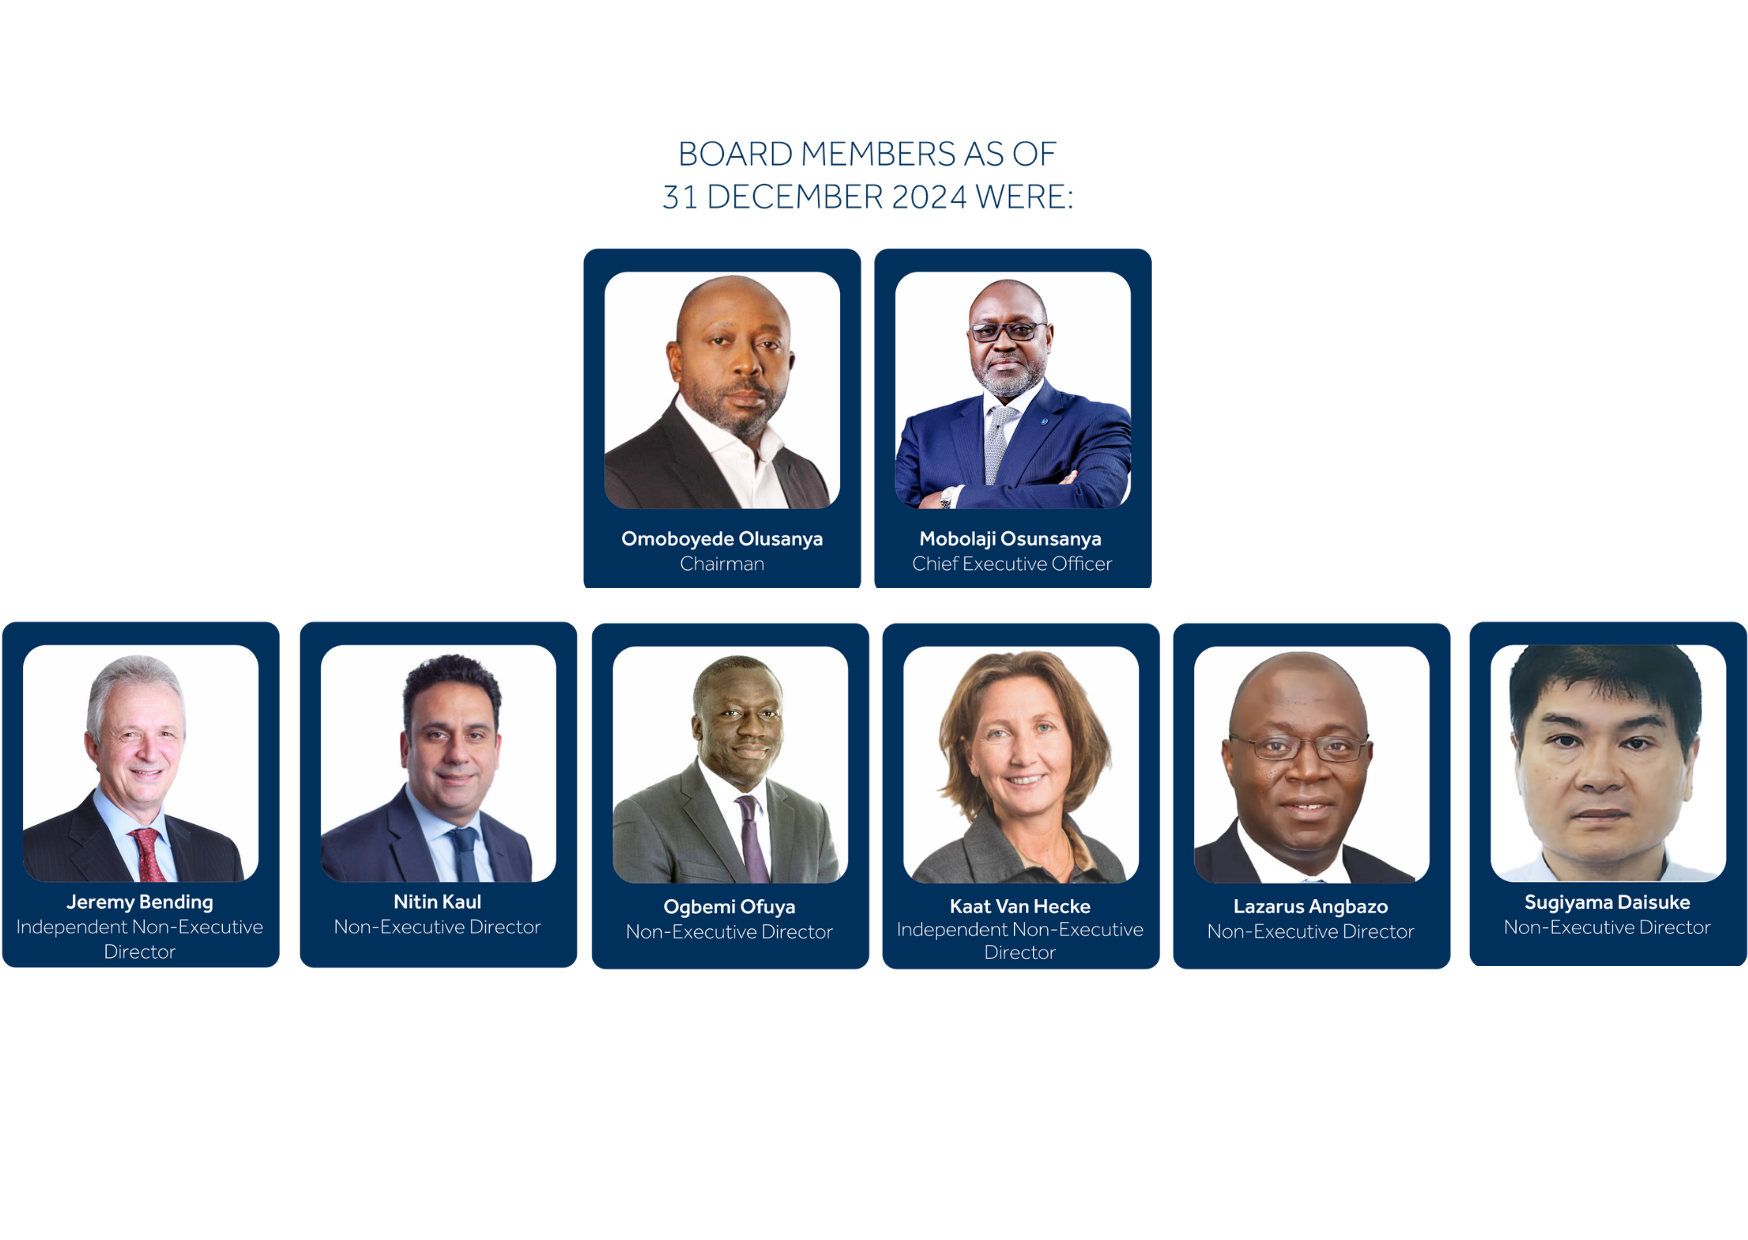 BOARD MEMBERS AS OF
31 DECEMBER 2024 WERE:
Omoboyede Olusanya
Chairman
Mobolaji Osunsanya
Chief Executive Officer
Jeremy Bending
Independent Non-Executive
Director
Nitin Kaul
Non-Executive Director
Ogbemi Ofuya
Non-Executive Director
Kaat Van Hecke
Independent Non-Executive
Director
Lazarus Angbazo
Non-Executive Director
Sugiyama Daisuke
Non-Executive Director